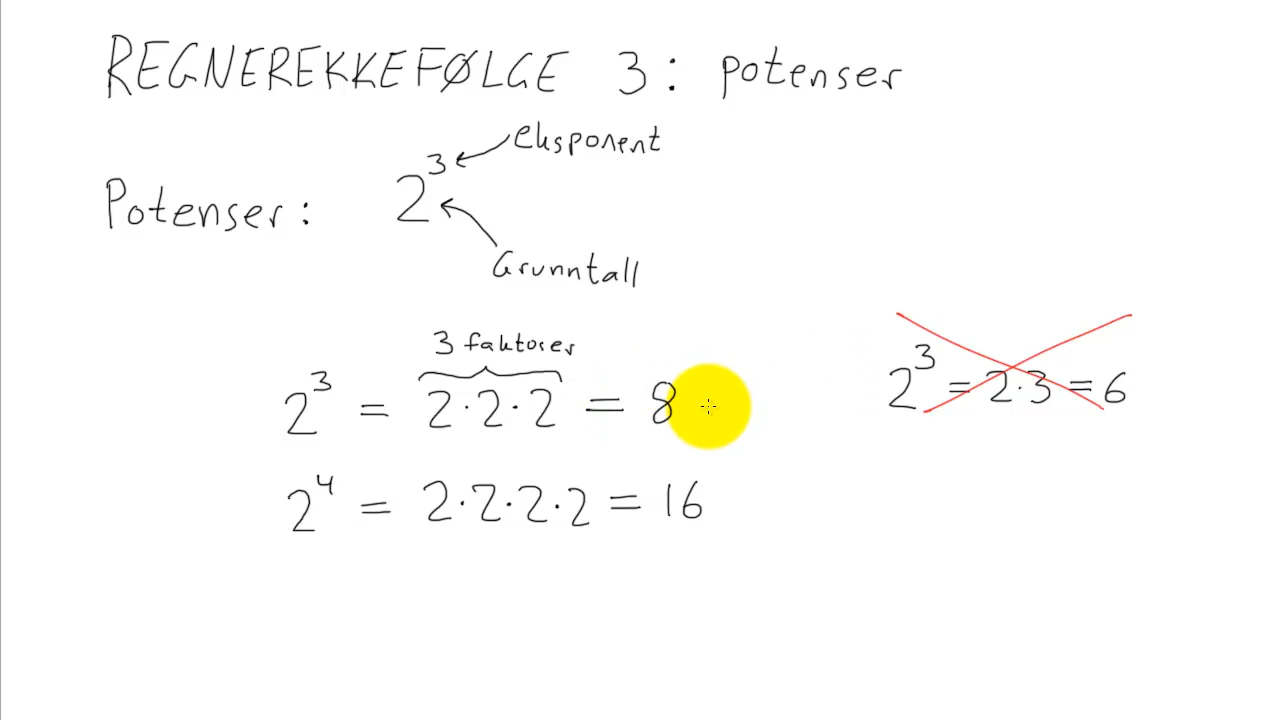 REGNEREKKEFØLGE 3: potenser
eksponent
Potenser: 2³
Grunntall
3 faktorer
2³ = 2·2·2 = 8
2³ = 2·3 = 6
2⁴ = 2·2·2·2 = 16